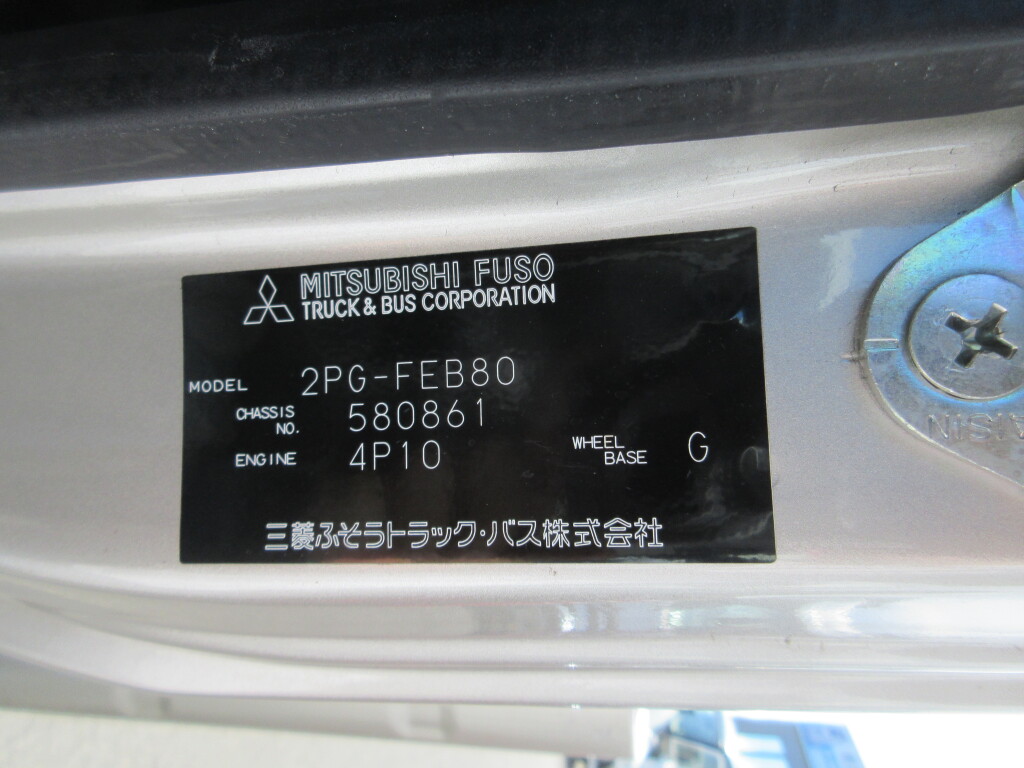 MITSUBISHI FUSO
TRUCK & BUS CORPORATION
MODEL 2PG-FEB80
CHASSIS NO. 580861
ENGINE 4P10
WHEEL BASE G
三菱ふそうトラック・バス株式会社